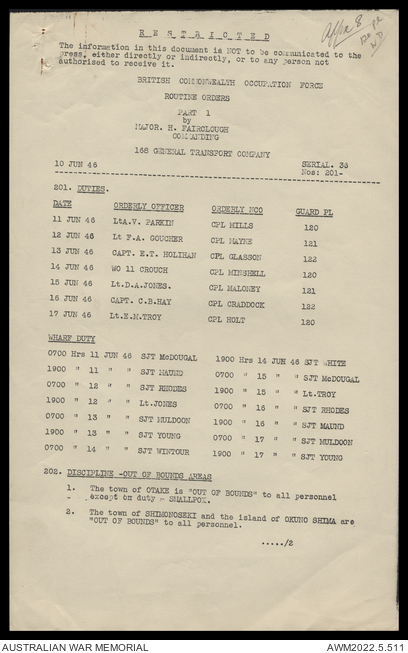 R E S T R I C T E D
The information in this document is NOT to be communicated to the
press, either directly or indirectly, or to any person not
authorised to receive it.
BRITISH COMMONWEALTH OCCUPATION FORCE
ROUTINE ORDERS
PART 1
by
MAJOR. H. FAIRCLOUGH
COMMANDING
168 GENERAL TRANSPORT COMPANY
10 JUN 46 SERIAL. 33
Nos: 201-
201. DUTIES.
DATE ORDERLY OFFICER ORDERLY NCO GUARD PL
11 JUN 46 LtA.V. PARKIN CPL MILLS 120
12 JUN 46 Lt F.A. GOUCHER CPL MAYNE 121
13 JUN 46 CAPT. E.T. HOLIHAN CPL GLASSON 122
14 JUN 46 WO 11 CROUCH CPL MINSHELL 120
15 JUN 46 Lt.D.A.JONES. CPL MALONEY 121
16 JUN 46 CAPT. C.B.HAY CPL CRADDOCK 122
17 JUN 46 Lt.E.M.TROY CPL HOLT 120
WHARF DUTY
0700 Hrs 11 JUN 46 SJT McDOUGAL 1900 Hrs 14 JUN 46 SJT WHITE
1900 " 11 " " SJT MAUND 0700 " 15 " " SJT McDOUGAL
0700 " 12 " " SJT RHODES 1900 " 15 " " Lt.TROY
1900 " 12 " " Lt.JONES 0700 " 16 " " SJT RHODES
0700 " 13 " " SJT MULDOON 1900 " 16 " " SJT MAUND
1900 " 13 " " SJT YOUNG 0700 " 17 " " SJT MULDOON
0700 " 14 " " SJT WINTOUR 1900 " 17 " " SJT YOUNG
202. DISCIPLINE -OUT OF BOUNDS AREAS
1. The town of OTAKE is "OUT OF BOUNDS" to all personnel
except on duty - SMALLPOX.
2. The town of SHIMONOSEKI and the island of OKUNO SHIMA are
"OUT OF BOUNDS" to all personnel.
...../2
AUSTRALIAN WAR MEMORIAL AWM2022.5.511